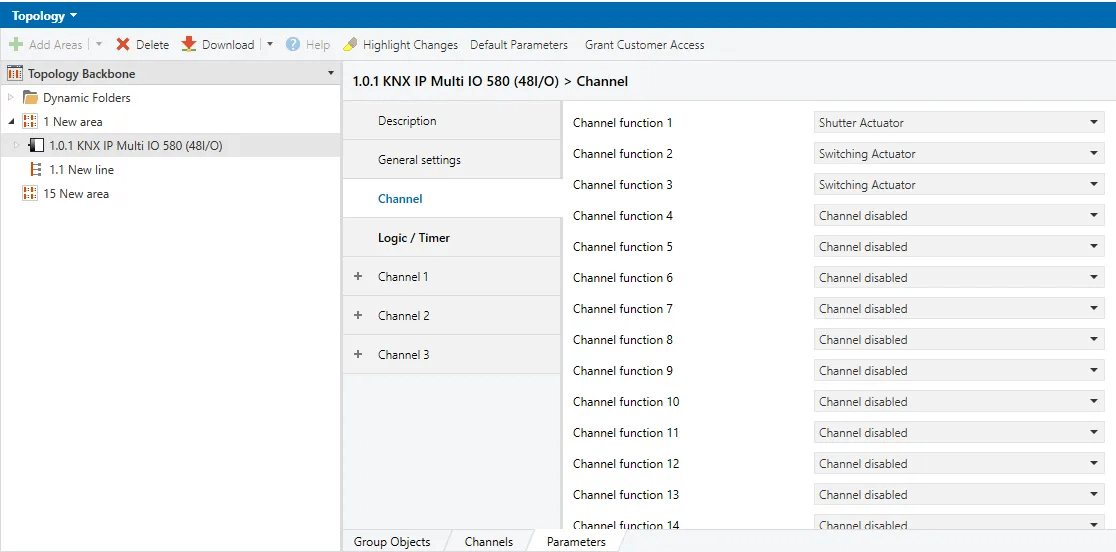 Topology
Add Areas Delete Download Help Highlight Changes Default Parameters Grant Customer Access
Topology Backbone
Dynamic Folders
1 New area
1.0.1 KNX IP Multi IO 580 (48I/O)
1.1 New line
15 New area
1.0.1 KNX IP Multi IO 580 (48I/O) > Channel
Description
General settings
Channel
Logic / Timer
+ Channel 1
+ Channel 2
+ Channel 3
Channel function 1 Shutter Actuator
Channel function 2 Switching Actuator
Channel function 3 Switching Actuator
Channel function 4 Channel disabled
Channel function 5 Channel disabled
Channel function 6 Channel disabled
Channel function 7 Channel disabled
Channel function 8 Channel disabled
Channel function 9 Channel disabled
Channel function 10 Channel disabled
Channel function 11 Channel disabled
Channel function 12 Channel disabled
Channel function 13 Channel disabled
Channel function 14 Channel disabled
Group Objects Channels Parameters